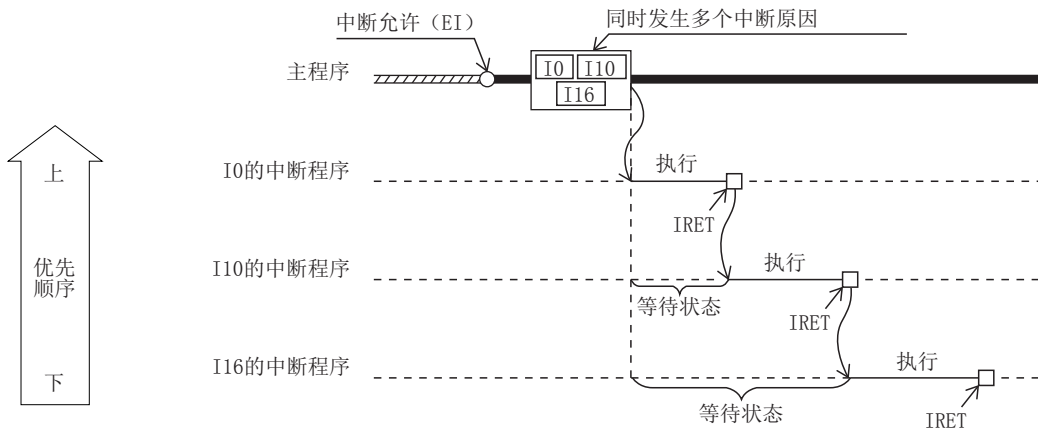 中断允许（EI）
同时发生多个中断原因
主程序
I0
I10
I16
上
I0的中断程序
执行
IRET
优先
顺序
I10的中断程序
执行
等待状态
IRET
I16的中断程序
执行
下
等待状态
IRET